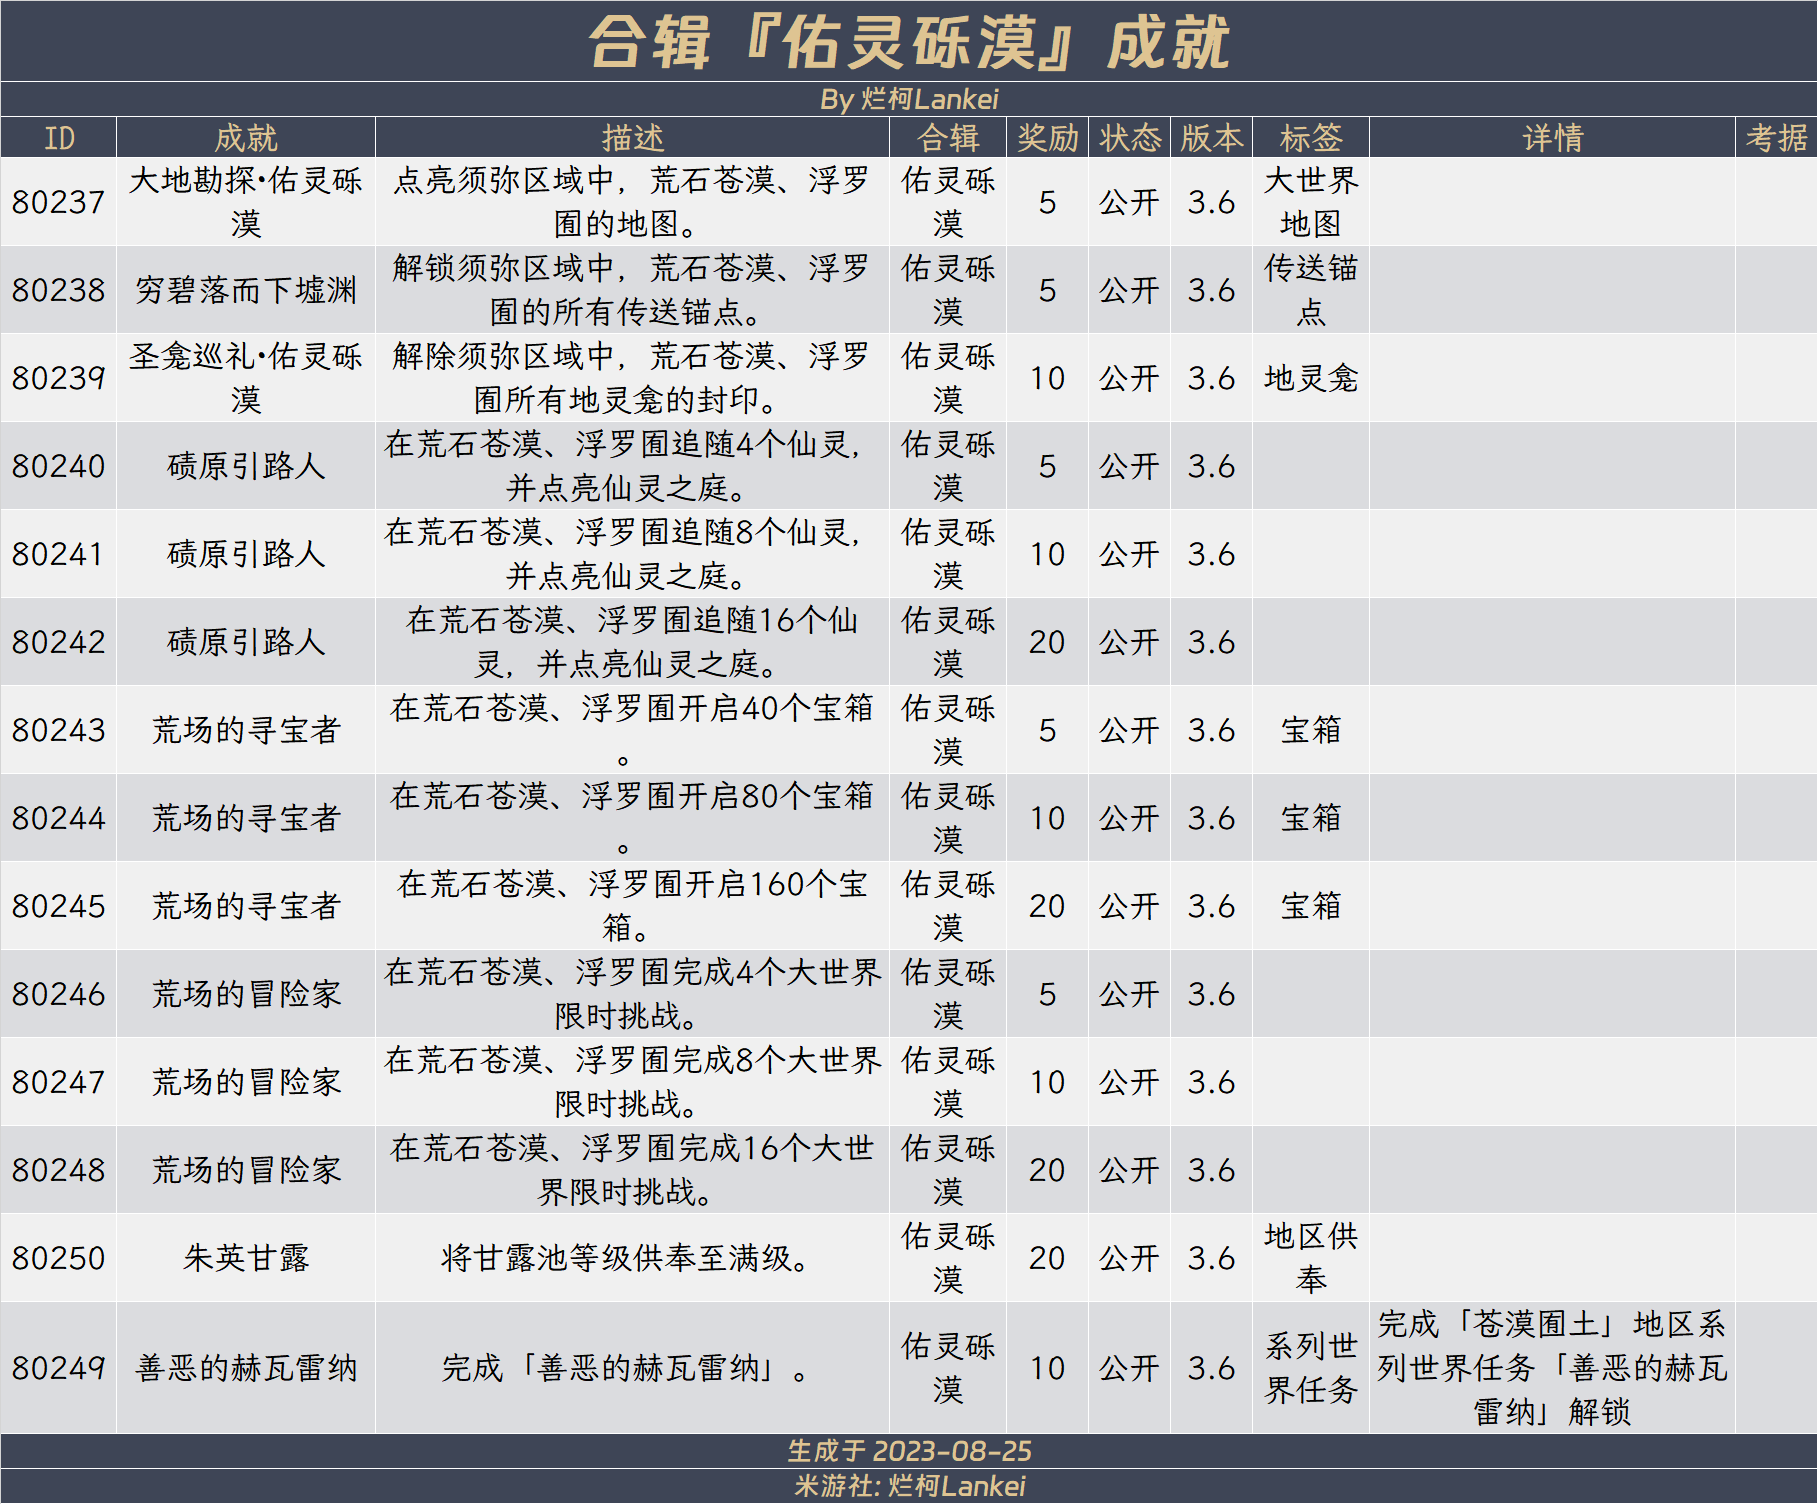 合辑『佑灵砾漠』成就
By 烂柯Lankei
ID 成就 描述 合辑 奖励 状态 版本 标签 详情 考据
80237 大地勘探•佑灵砾漠 点亮须弥区域中，荒石苍漠、浮罗囿的地图。 佑灵砾漠 5 公开 3.6 大世界地图
80238 穷碧落而下墟渊 解锁须弥区域中，荒石苍漠、浮罗囿的所有传送锚点。 佑灵砾漠 5 公开 3.6 传送锚点
80239 圣龛巡礼•佑灵砾漠 解除须弥区域中，荒石苍漠、浮罗囿所有地灵龛的封印。 佑灵砾漠 10 公开 3.6 地灵龛
80240 碛原引路人 在荒石苍漠、浮罗囿追随4个仙灵，并点亮仙灵之庭。 佑灵砾漠 5 公开 3.6
80241 碛原引路人 在荒石苍漠、浮罗囿追随8个仙灵，并点亮仙灵之庭。 佑灵砾漠 10 公开 3.6
80242 碛原引路人 在荒石苍漠、浮罗囿追随16个仙灵，并点亮仙灵之庭。 佑灵砾漠 20 公开 3.6
80243 荒场的寻宝者 在荒石苍漠、浮罗囿开启40个宝箱。 佑灵砾漠 5 公开 3.6 宝箱
80244 荒场的寻宝者 在荒石苍漠、浮罗囿开启80个宝箱。 佑灵砾漠 10 公开 3.6 宝箱
80245 荒场的寻宝者 在荒石苍漠、浮罗囿开启160个宝箱。 佑灵砾漠 20 公开 3.6 宝箱
80246 荒场的冒险家 在荒石苍漠、浮罗囿完成4个大世界限时挑战。 佑灵砾漠 5 公开 3.6
80247 荒场的冒险家 在荒石苍漠、浮罗囿完成8个大世界限时挑战。 佑灵砾漠 10 公开 3.6
80248 荒场的冒险家 在荒石苍漠、浮罗囿完成16个大世界限时挑战。 佑灵砾漠 20 公开 3.6
80250 朱英甘露 将甘露池等级供奉至满级。 佑灵砾漠 20 公开 3.6 地区供奉
80249 善恶的赫瓦雷纳 完成「善恶的赫瓦雷纳」。 佑灵砾漠 10 公开 3.6 系列世界任务 完成「苍漠囿土」地区系列世界任务「善恶的赫瓦雷纳」解锁
生成于 2023-08-25
米游社: 烂柯Lankei